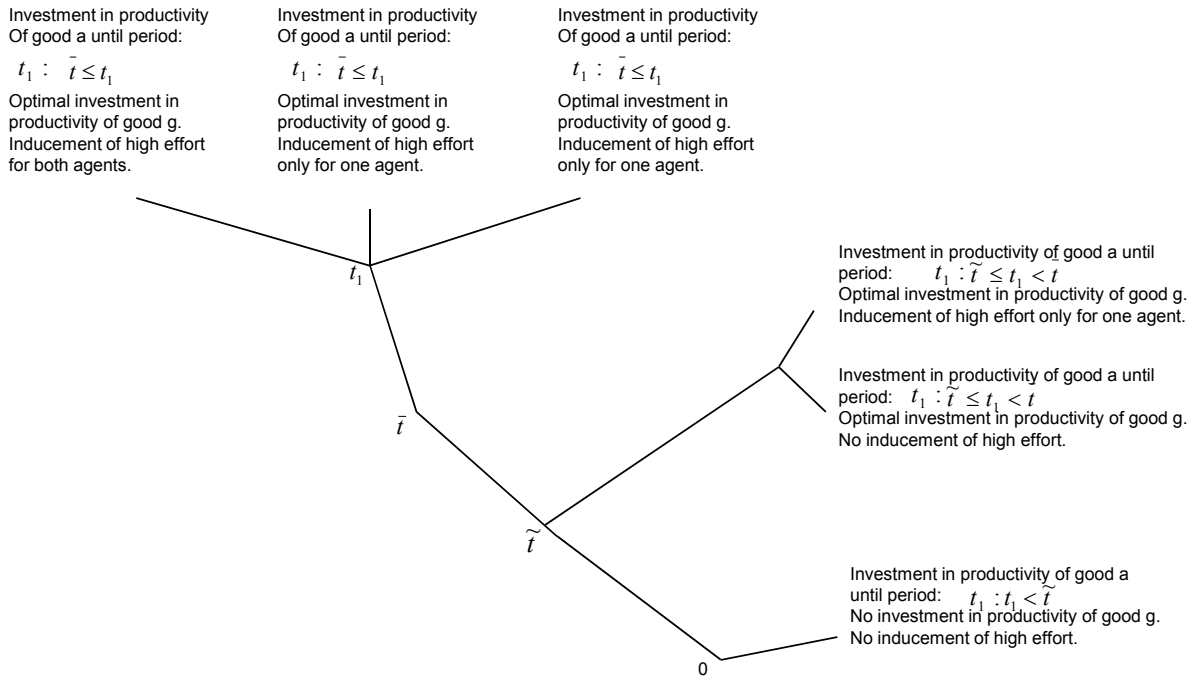 Investment in productivity
Of good a until period:
t₁ : t̄ ≤ t₁
Optimal investment in
productivity of good g.
Inducement of high effort
for both agents.
Investment in productivity
Of good a until period:
t₁ : t̄ ≤ t₁
Optimal investment in
productivity of good g.
Inducement of high effort
only for one agent.
Investment in productivity
Of good a until period:
t₁ : t̄ ≤ t₁
Optimal investment in
productivity of good g.
Inducement of high effort
only for one agent.
t₁
Investment in productivity of good a until
period: t₁ : t̃ ≤ t₁ < t̄
Optimal investment in productivity of good g.
Inducement of high effort only for one agent.
Investment in productivity of good a until
period: t₁ : t̃ ≤ t₁ < t̄
Optimal investment in productivity of good g.
No inducement of high effort.
t̄
t̃
Investment in productivity of good a
until period: t₁ : t₁ < t̃
No investment in productivity of good g.
No inducement of high effort.
0